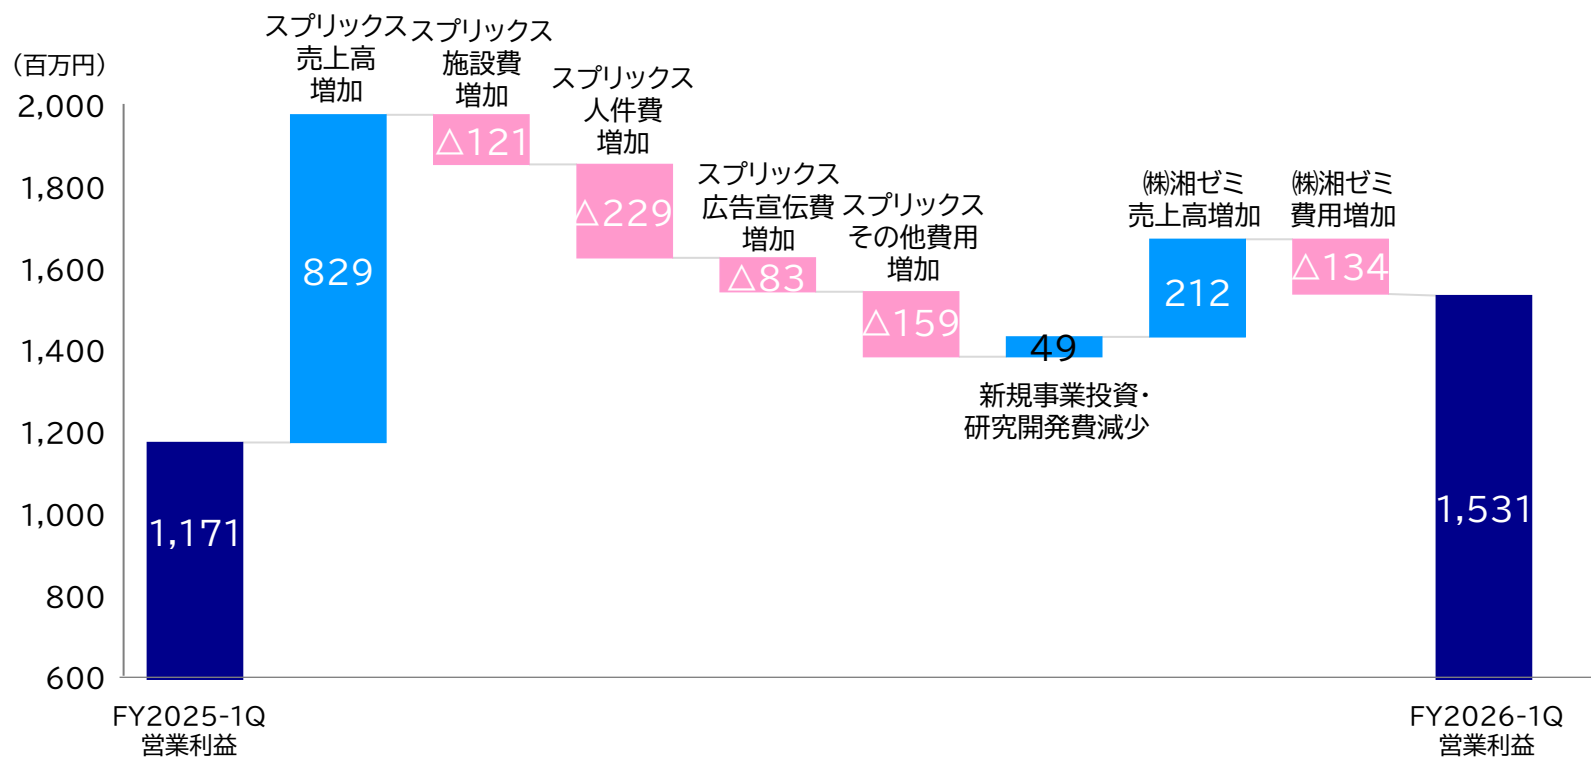 （百万円）
2,000
1,800
1,600
1,400
1,200
1,000
800
600
スプリックス
売上高
増加
スプリックス
施設費
増加
スプリックス
人件費
増加
スプリックス
広告宣伝費
増加
スプリックス
その他費用
増加
新規事業投資・
研究開発費減少
㈱湘ゼミ
売上高増加
㈱湘ゼミ
費用増加
1,171
829
△121
△229
△83
△159
49
212
△134
1,531
FY2025-1Q
営業利益
FY2026-1Q
営業利益